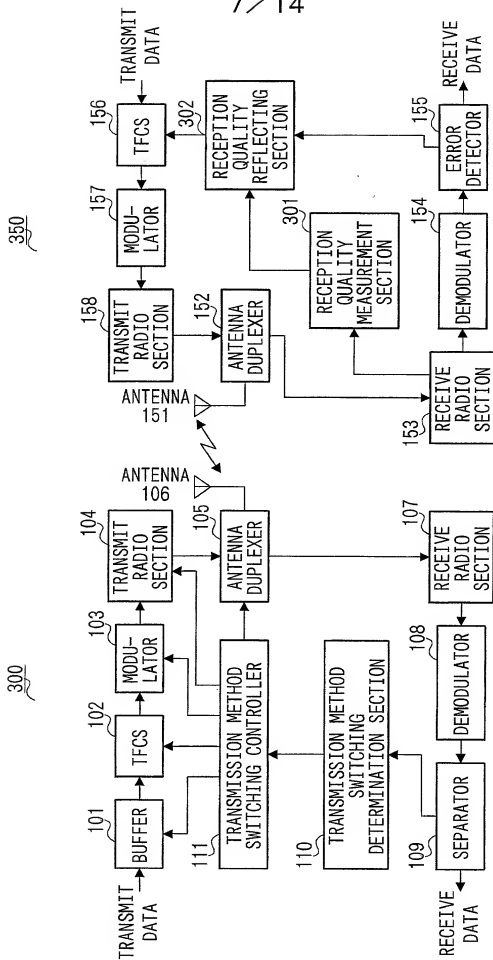 7/14
300
350
TRANSMIT
DATA
101
BUFFER
102
TFCS
103
MODU-
LATOR
104
TRANSMIT
RADIO
SECTION
ANTENNA
106
105
ANTENNA
DUPLEXER
111
TRANSMISSION METHOD
SWITCHING CONTROLLER
110
TRANSMISSION METHOD
SWITCHING
DETERMINATION SECTION
107
RECEIVE
RADIO
SECTION
108
DEMODULATOR
109
SEPARATOR
RECEIVE
DATA
ANTENNA
151
152
ANTENNA
DUPLEXER
158
TRANSMIT
RADIO
SECTION
157
MODU-
LATOR
156
TFCS
TRANSMIT
DATA
302
RECEPTION
QUALITY
REFLECTING
SECTION
301
RECEPTION
QUALITY
MEASUREMENT
SECTION
153
RECEIVE
RADIO
SECTION
154
DEMODULATOR
155
ERROR
DETECTOR
RECEIVE
DATA